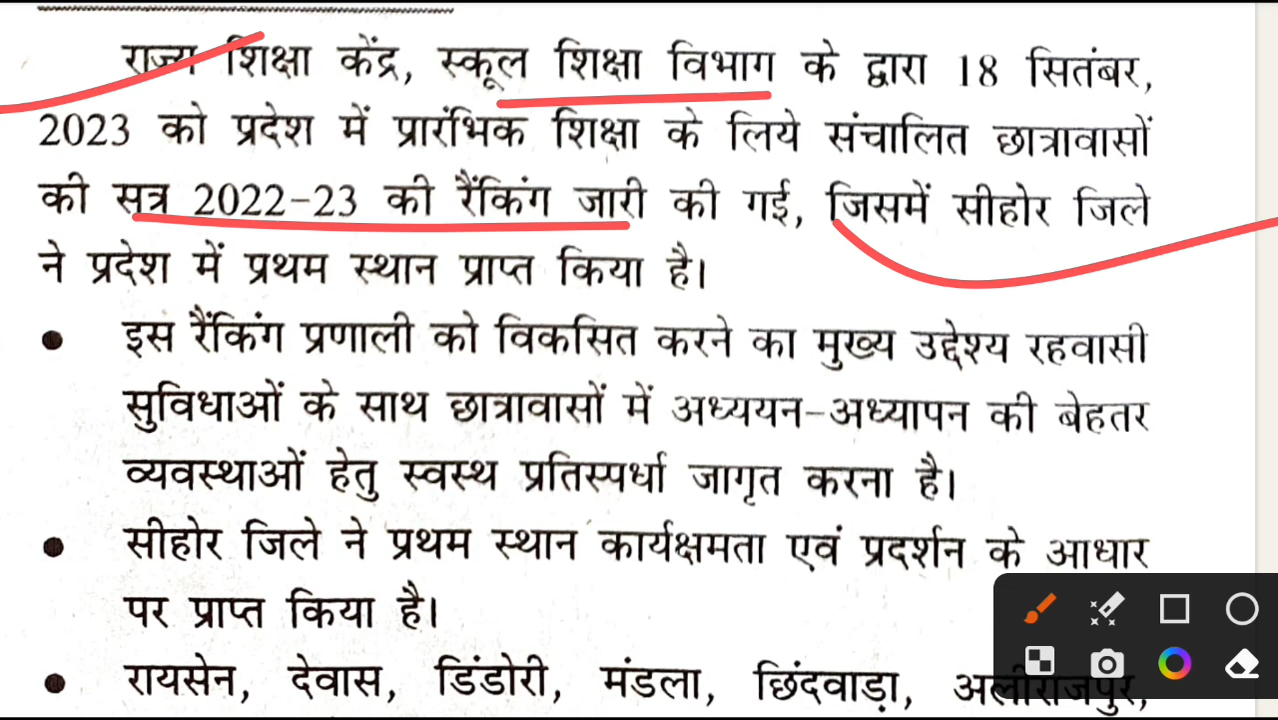 राज्य शिक्षा केंद्र, स्कूल शिक्षा विभाग के द्वारा 18 सितंबर,
2023 को प्रदेश में प्रारंभिक शिक्षा के लिये संचालित छात्रावासों
की सत्र 2022-23 की रैंकिंग जारी की गई, जिसमें सीहोर जिले
ने प्रदेश में प्रथम स्थान प्राप्त किया है।
● इस रैंकिंग प्रणाली को विकसित करने का मुख्य उद्देश्य रहवासी
सुविधाओं के साथ छात्रावासों में अध्ययन-अध्यापन की बेहतर
व्यवस्थाओं हेतु स्वस्थ प्रतिस्पर्धा जागृत करना है।
● सीहोर जिले ने प्रथम स्थान कार्यक्षमता एवं प्रदर्शन के आधार
पर प्राप्त किया है।
● रायसेन, देवास, डिंडोरी, मंडला, छिंदवाड़ा, अलीराजपुर,